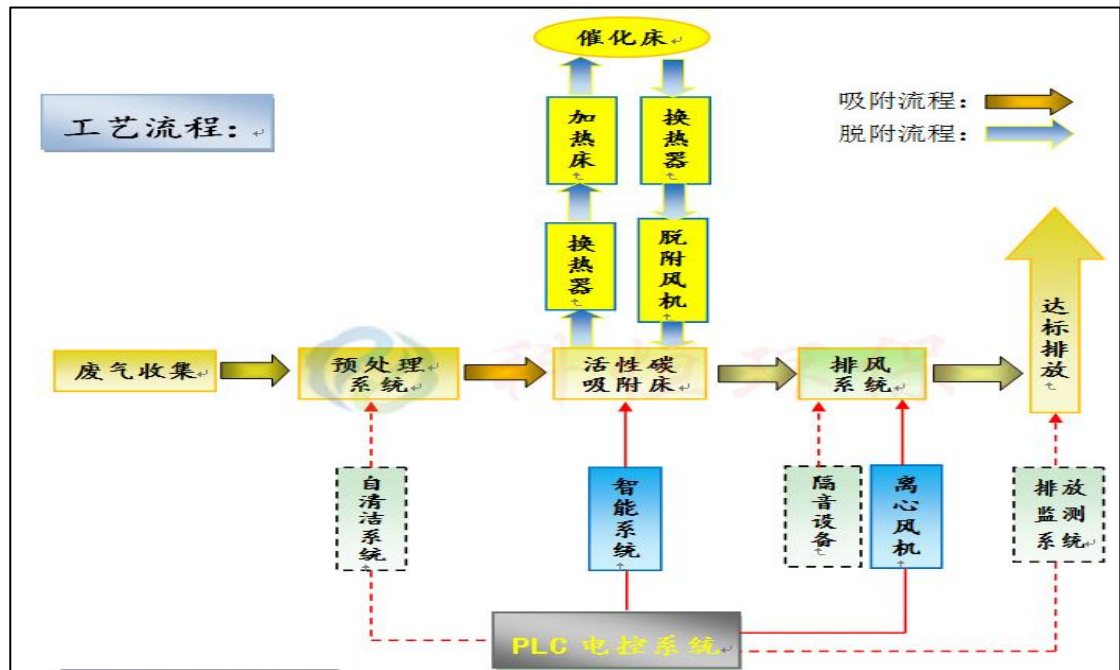 催化床
工艺流程：
吸附流程：
脱附流程：
加热床
换热器
换热器
脱附风机
废气收集
预处理
系统
活性碳
吸附床
排风
系统
达标排放
自清洁系统
智能系统
隔音设备
离心风机
排放
监测
系统
PLC 电控系统